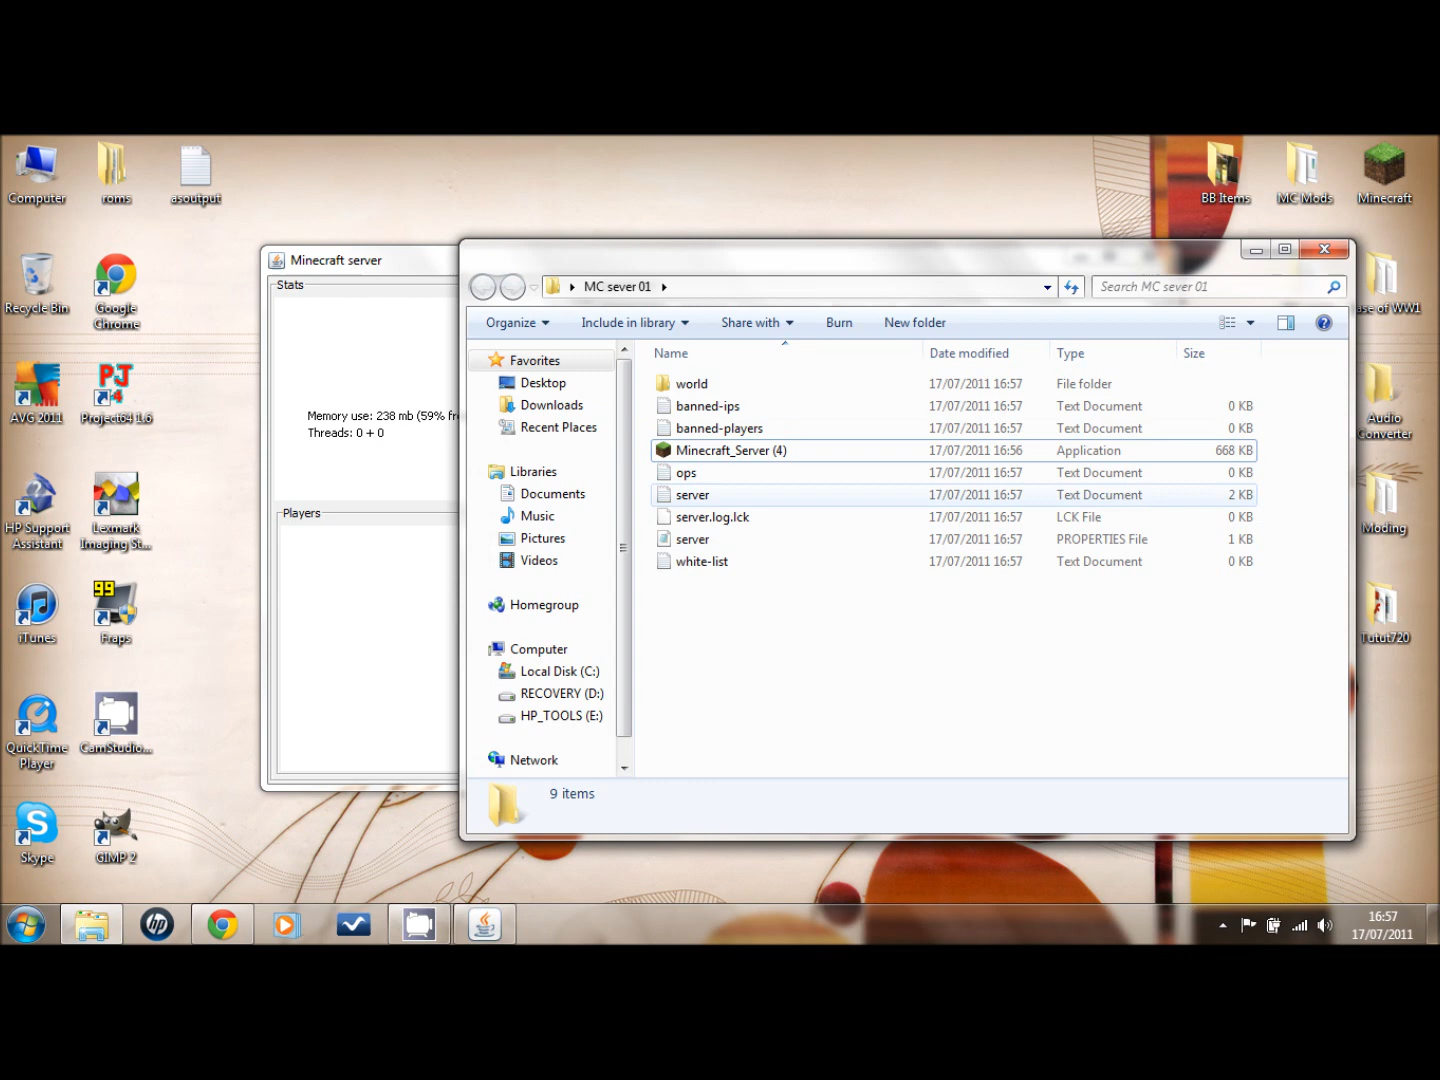 Computer
roms
asoutput
BB Items
MC Mods
Minecraft
Recycle Bin
Google
Chrome
AVG 2011
PJ
4
Project64 1.6
HP Support
Assistant
Lexmark
Imaging St...
iTunes
99
Fraps
QuickTime
Player
CamStudio...
Skype
GIMP 2
ase of WW1
Audio
Converter
Moding
Tutut720
Minecraft server
Stats
Memory use: 238 mb (59% fr
Threads: 0 + 0
Players
MC sever 01
Search MC sever 01
Organize
Include in library
Share with
Burn
New folder
Favorites
Desktop
Downloads
Recent Places
Libraries
Documents
Music
Pictures
Videos
Homegroup
Computer
Local Disk (C:)
RECOVERY (D:)
HP_TOOLS (E:)
Network
Name Date modified Type Size
world 17/07/2011 16:57 File folder
banned-ips 17/07/2011 16:57 Text Document 0 KB
banned-players 17/07/2011 16:57 Text Document 0 KB
Minecraft_Server (4) 17/07/2011 16:56 Application 668 KB
ops 17/07/2011 16:57 Text Document 0 KB
server 17/07/2011 16:57 Text Document 2 KB
server.log.lck 17/07/2011 16:57 LCK File 0 KB
server 17/07/2011 16:57 PROPERTIES File 1 KB
white-list 17/07/2011 16:57 Text Document 0 KB
9 items
hp
16:57
17/07/2011